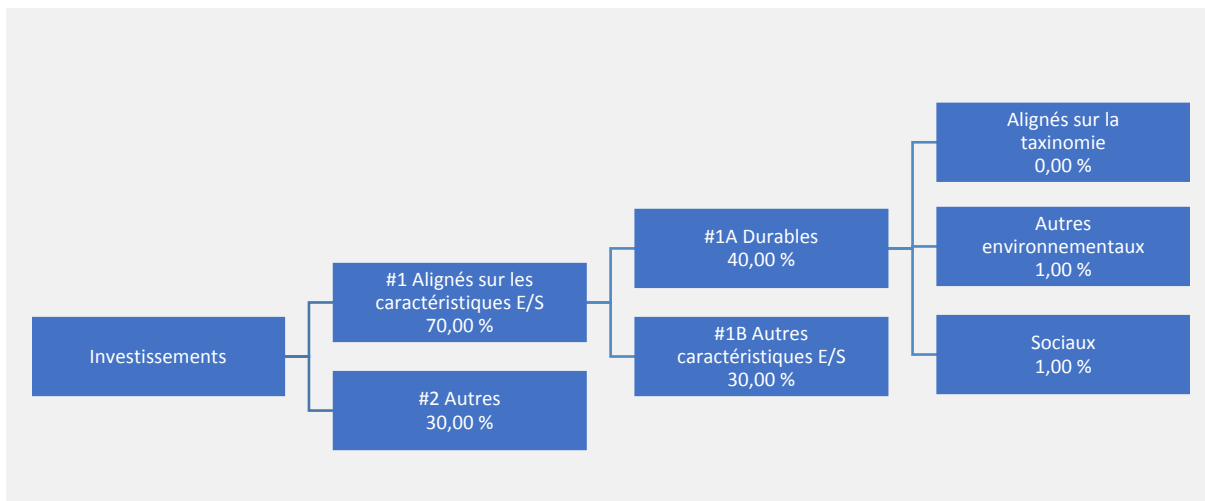 Investissements
#1 Alignés sur les
caractéristiques E/S
70,00 %
#2 Autres
30,00 %
#1A Durables
40,00 %
#1B Autres
caractéristiques E/S
30,00 %
Alignés sur la
taxinomie
0,00 %
Autres
environnementaux
1,00 %
Sociaux
1,00 %